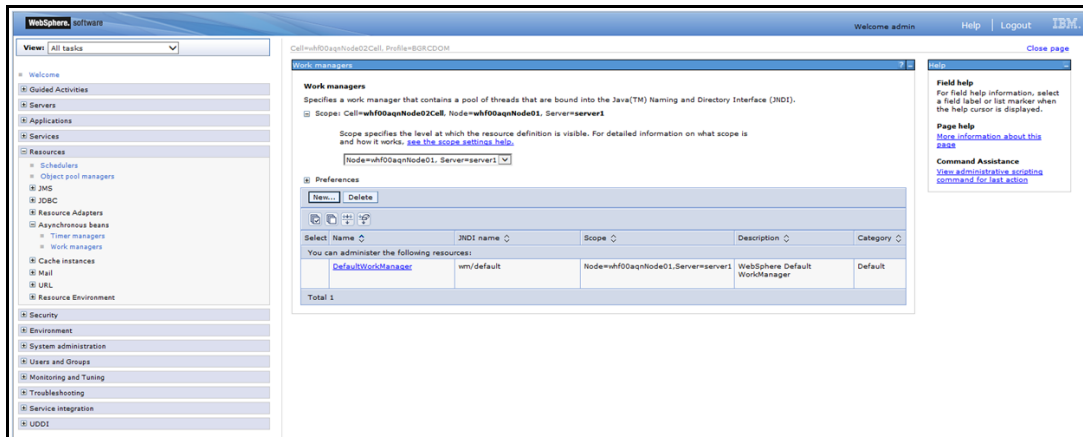 WebSphere. software
Welcome admin
Help | Logout
IBM.
View: All tasks
Cell=whf00aqnNode02Cell, Profile=BGRCDOM
Close page
Welcome
Guided Activities
Servers
Applications
Services
Resources
Schedulers
Object pool managers
JMS
JDBC
Resource Adapters
Asynchronous beans
Timer managers
Work managers
Cache instances
Mail
URL
Resource Environment
Security
Environment
System administration
Users and Groups
Monitoring and Tuning
Troubleshooting
Service integration
UDDI
Work managers
Work managers
Specifies a work manager that contains a pool of threads that are bound into the Java(TM) Naming and Directory Interface (JNDI).
Scope: Cell=whf00aqnNode02Cell, Node=whf00aqnNode01, Server=server1
Scope specifies the level at which the resource definition is visible. For detailed information on what scope is
and how it works, see the scope settings help.
Node=whf00aqnNode01, Server=server1
Preferences
New... Delete
Select Name JNDI name Scope Description Category
You can administer the following resources:
DefaultWorkManager wm/default Node=whf00aqnNode01,Server=server1 WebSphere Default Default
WorkManager
Total 1
Help
Field help
For field help information, select
a field label or list marker when
the help cursor is displayed.
Page help
More information about this
page
Command Assistance
View administrative scripting
command for last action